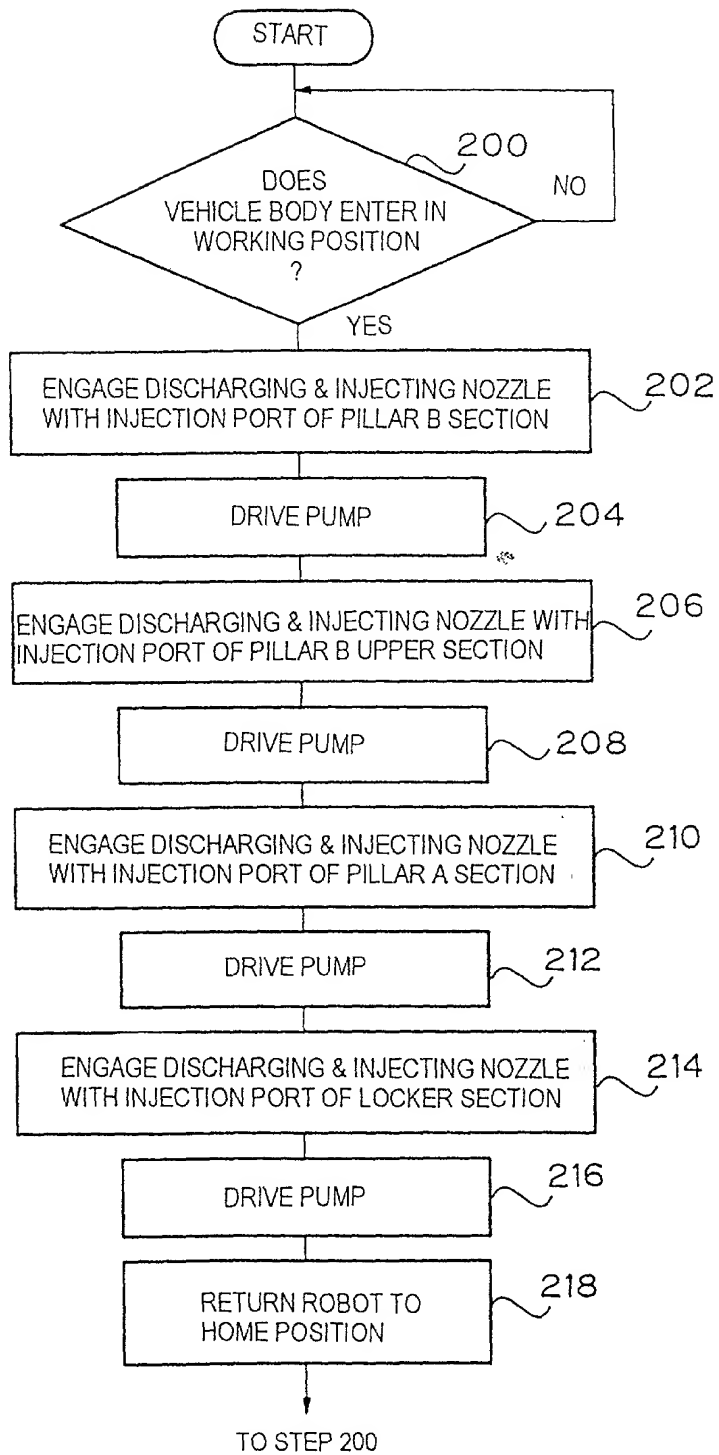 START
200
DOES
VEHICLE BODY ENTER IN
WORKING POSITION
?
NO
YES
ENGAGE DISCHARGING & INJECTING NOZZLE
WITH INJECTION PORT OF PILLAR B SECTION
202
DRIVE PUMP
204
ENGAGE DISCHARGING & INJECTING NOZZLE WITH
INJECTION PORT OF PILLAR B UPPER SECTION
206
DRIVE PUMP
208
ENGAGE DISCHARGING & INJECTING NOZZLE
WITH INJECTION PORT OF PILLAR A SECTION
210
DRIVE PUMP
212
ENGAGE DISCHARGING & INJECTING NOZZLE
WITH INJECTION PORT OF LOCKER SECTION
214
DRIVE PUMP
216
RETURN ROBOT TO
HOME POSITION
218
TO STEP 200